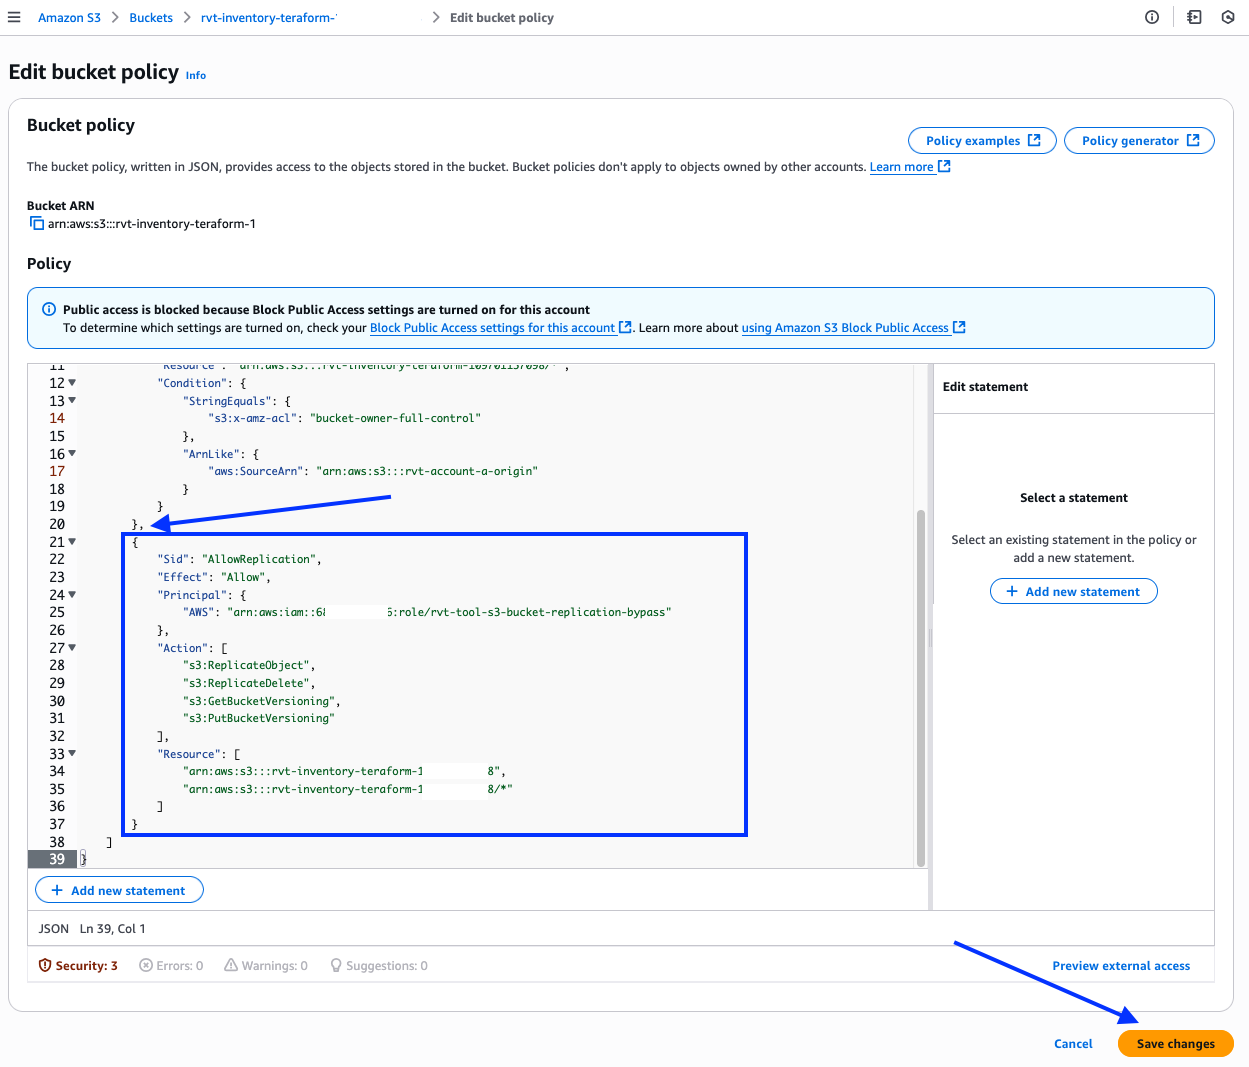 Amazon S3 > Buckets > rvt-inventory-teraform- > Edit bucket policy
Edit bucket policy Info
Bucket policy
Policy examples
Policy generator
The bucket policy, written in JSON, provides access to the objects stored in the bucket. Bucket policies don't apply to objects owned by other accounts. Learn more
Bucket ARN
arn:aws:s3:::rvt-inventory-teraform-1
Policy
Public access is blocked because Block Public Access settings are turned on for this account
To determine which settings are turned on, check your Block Public Access settings for this account. Learn more about using Amazon S3 Block Public Access
11 "Resource":
12 "Condition": {
13 "StringEquals": {
14 "s3:x-amz-acl": "bucket-owner-full-control"
15 },
16 "ArnLike": {
17 "aws:SourceArn": "arn:aws:s3:::rvt-account-a-origin"
18 }
19 }
20 },
21 {
22 "Sid": "AllowReplication",
23 "Effect": "Allow",
24 "Principal": {
25 "AWS": "arn:aws:iam::68 6:role/rvt-tool-s3-bucket-replication-bypass"
26 },
27 "Action": [
28 "s3:ReplicateObject",
29 "s3:ReplicateDelete",
30 "s3:GetBucketVersioning",
31 "s3:PutBucketVersioning"
32 ],
33 "Resource": [
34 "arn:aws:s3:::rvt-inventory-teraform-1 8",
35 "arn:aws:s3:::rvt-inventory-teraform-1 8/*"
36 ]
37 }
38 ]
39 }
Edit statement
Select a statement
Select an existing statement in the policy or
add a new statement.
+ Add new statement
+ Add new statement
JSON Ln 39, Col 1
Security: 3 Errors: 0 Warnings: 0 Suggestions: 0
Preview external access
Cancel
Save changes